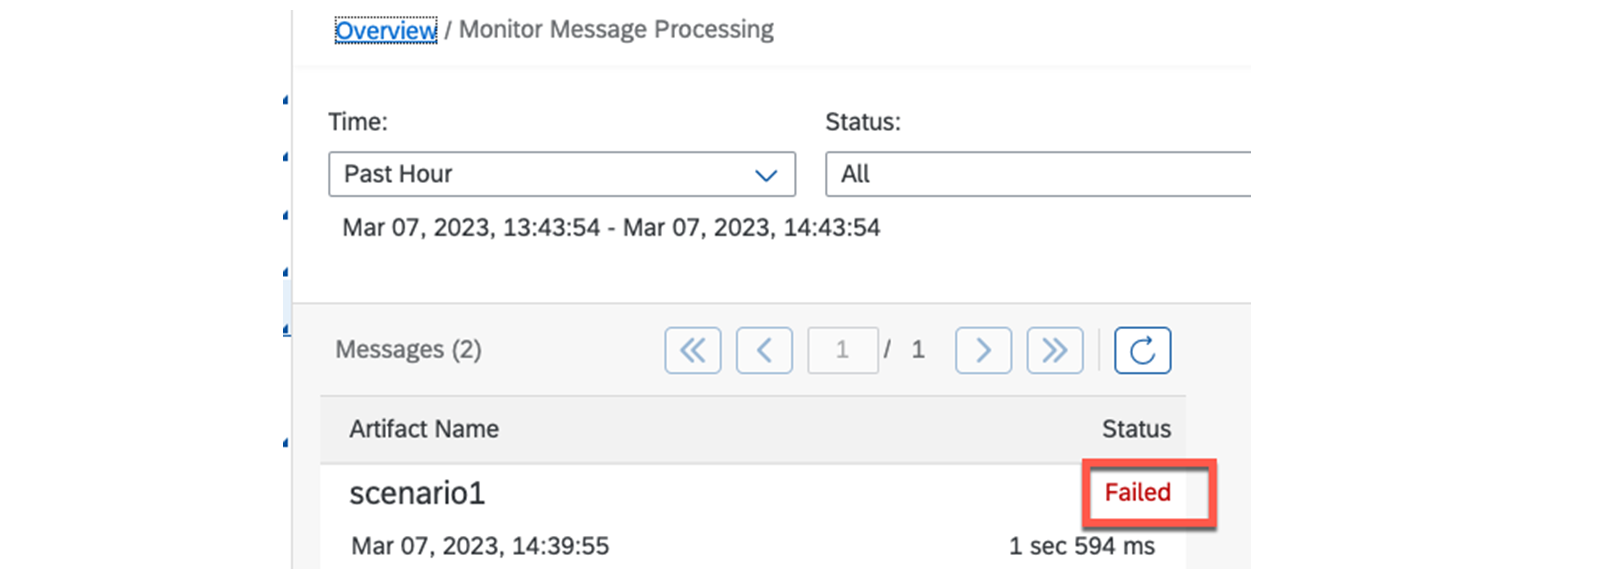 Overview / Monitor Message Processing
Time:
Status:
Past Hour
All
Mar 07, 2023, 13:43:54 - Mar 07, 2023, 14:43:54
Messages (2)
1 / 1
Artifact Name
Status
scenario1
Failed
Mar 07, 2023, 14:39:55
1 sec 594 ms